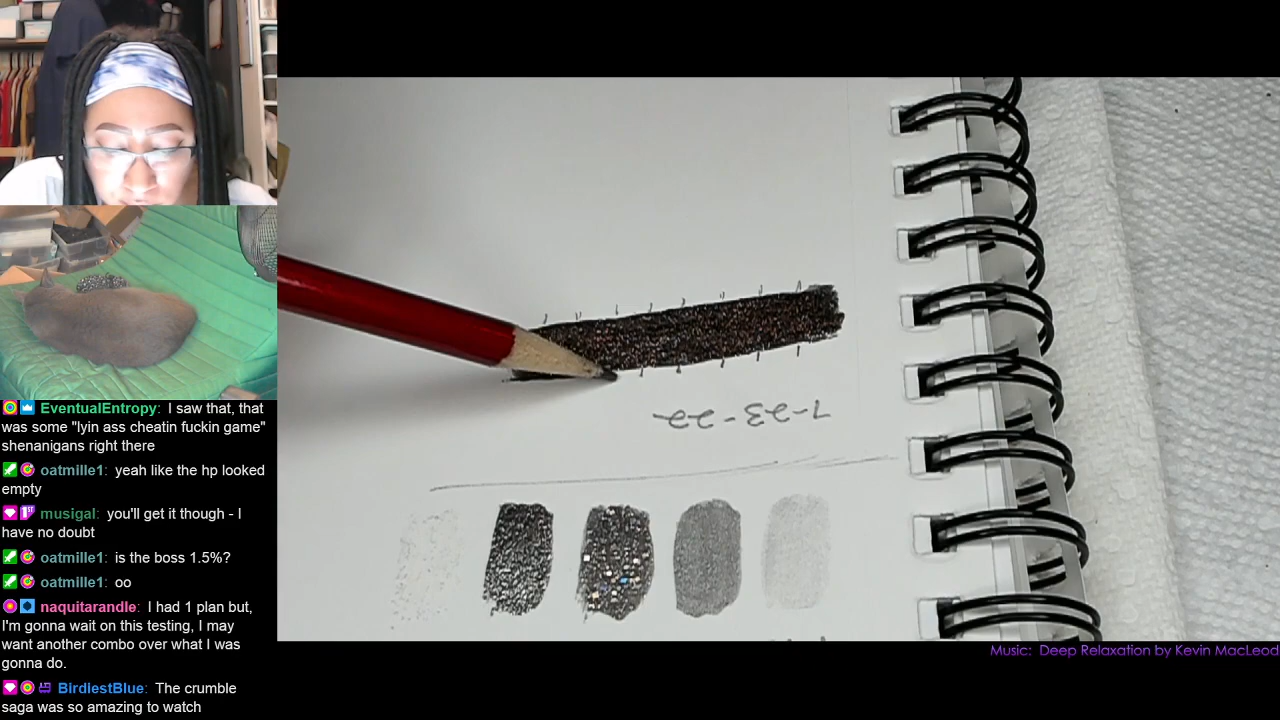 EventualEntropy: I saw that, that
was some "lyin ass cheatin fuckin game"
shenanigans right there
oatmille1: yeah like the hp looked
empty
musigal: you'll get it though - I
have no doubt
oatmille1: is the boss 1.5%?
oatmille1: oo
naquitarandle: I had 1 plan but,
I'm gonna wait on this testing, I may
want another combo over what I was
gonna do.
BirdiestBlue: The crumble
saga was so amazing to watch
7-23-22
Music: Deep Relaxation by Kevin MacLeod